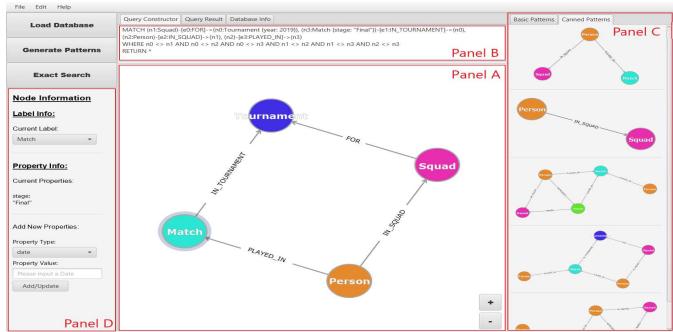 File Edit Help
Load Database
Generate Patterns
Exact Search
Query Constructor Query Result Database Info
MATCH (n1:Squad)-[e0:FOR]->(n0:Tournament {year: 2019}), (n3:Match {stage: "Final"})-[e1:IN_TOURNAMENT]->(n0),
(n2:Person)-[e2:IN_SQUAD]->(n1), (n2)-[e3:PLAYED_IN]->(n3)
WHERE n0 <> n1 AND n0 <> n2 AND n0 <> n3 AND n1 <> n2 AND n1 <> n3 AND n2 <> n3
RETURN *
Panel B
Panel A
Tournament
FOR
Squad
IN_TOURNAMENT
IN_SQUAD
Match
PLAYED_IN
Person
+
-
Node Information
Label Info:
Current Label:
Match
Property Info:
Current Properties:
stage:
"Final"
Add New Properties:
Property Type:
date
Property Value:
Please input a Date
Add/Update
Panel D
Basic Patterns Canned Patterns
Panel C
Person
Squad
Match
Person
IN_SQUAD
Squad